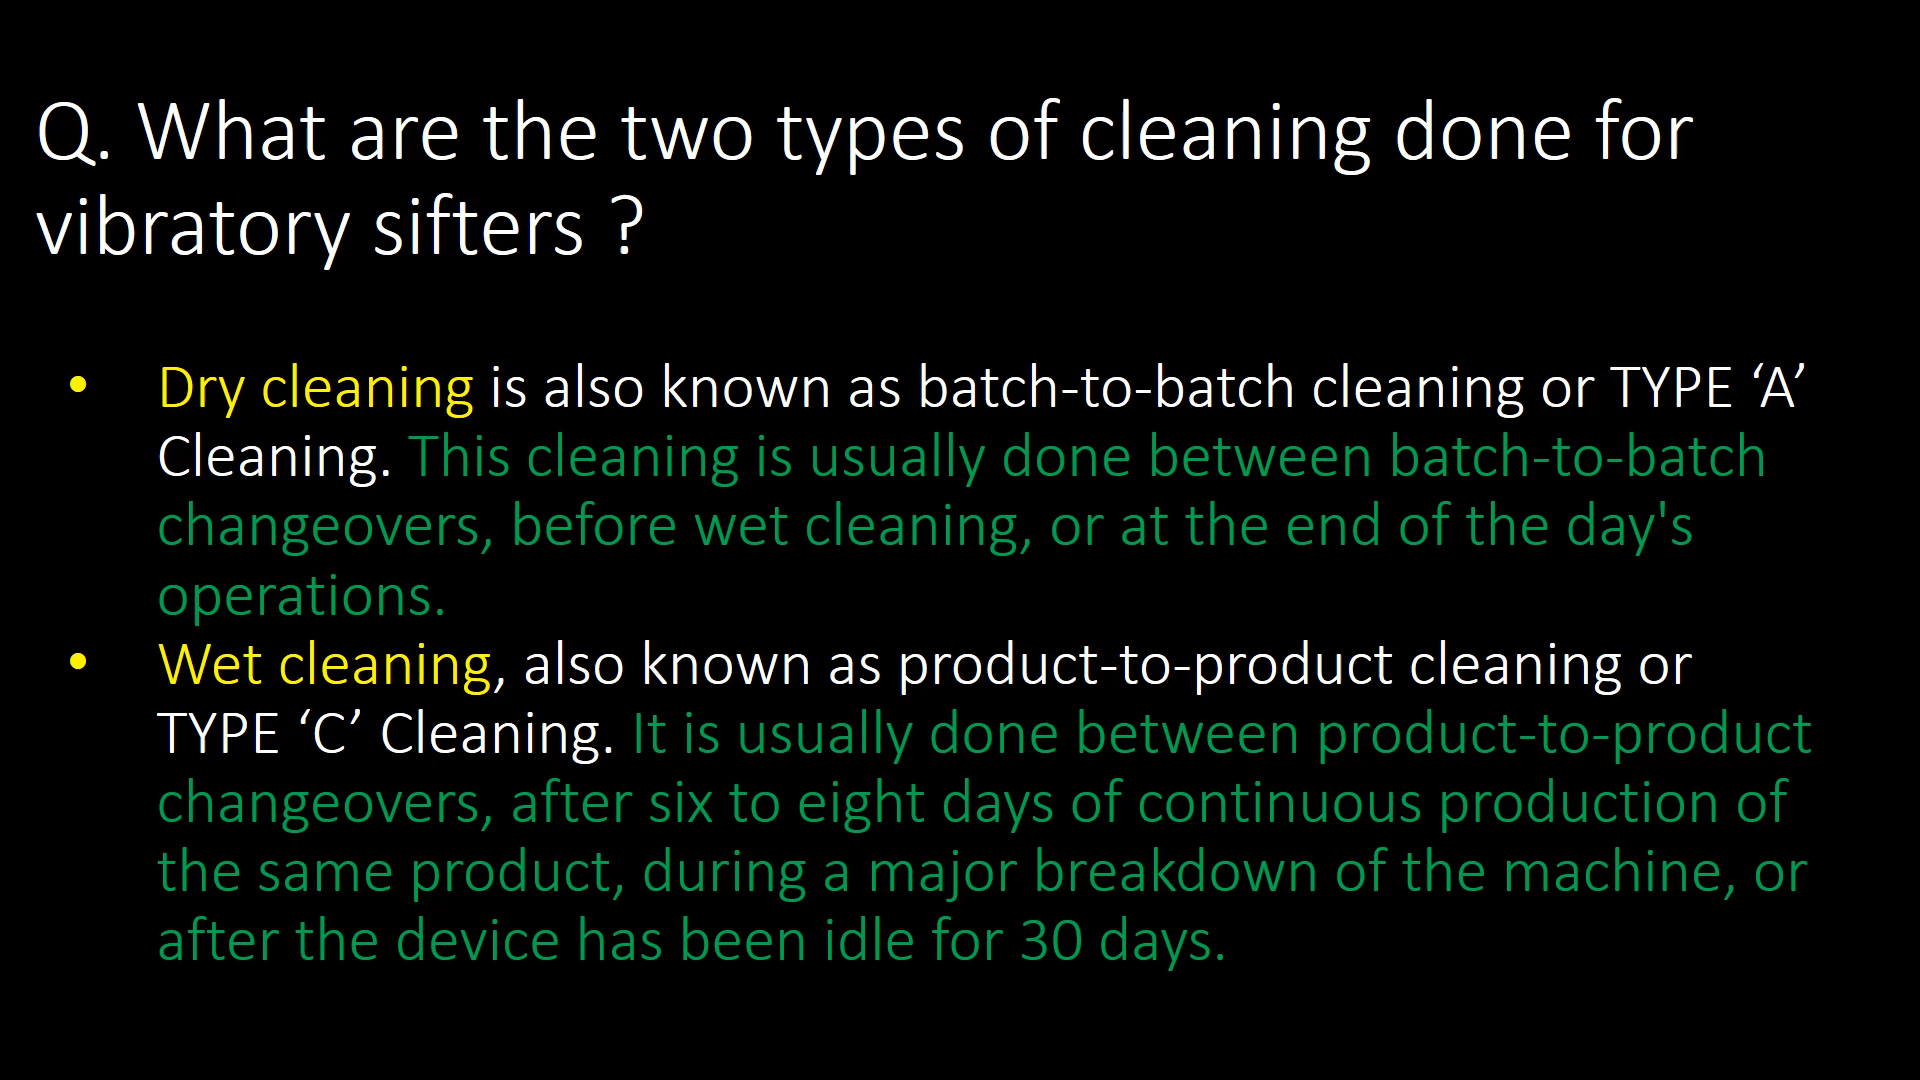 Q. What are the two types of cleaning done for
vibratory sifters ?
• Dry cleaning is also known as batch-to-batch cleaning or TYPE ‘A’
Cleaning. This cleaning is usually done between batch-to-batch
changeovers, before wet cleaning, or at the end of the day's
operations.
• Wet cleaning, also known as product-to-product cleaning or
TYPE ‘C’ Cleaning. It is usually done between product-to-product
changeovers, after six to eight days of continuous production of
the same product, during a major breakdown of the machine, or
after the device has been idle for 30 days.